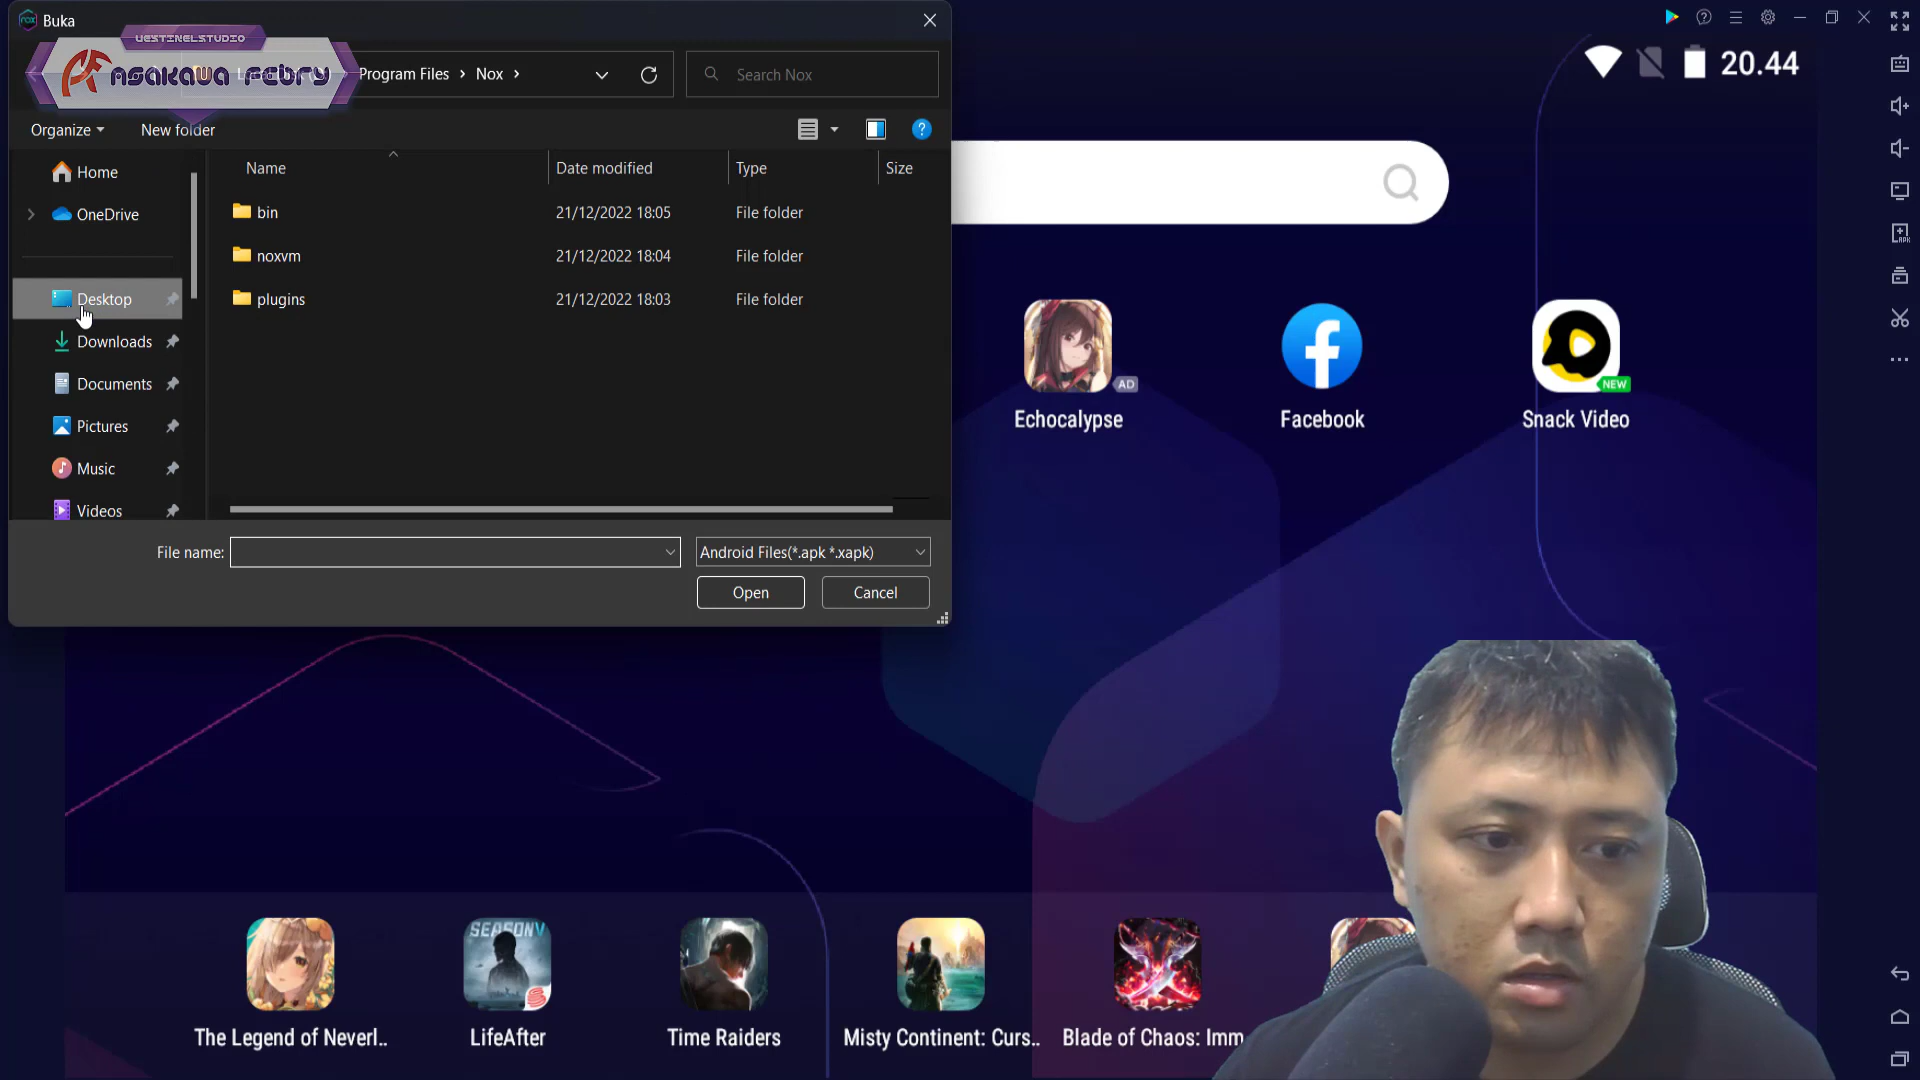 Buka
UESTINELSTUDIO
ASAKAWA FEBRY
Program Files > Nox >
Search Nox
Organize
New folder
Name
Date modified
Type
Size
Home
OneDrive
Desktop
Downloads
Documents
Pictures
Music
Videos
bin 21/12/2022 18:05 File folder
noxvm 21/12/2022 18:04 File folder
plugins 21/12/2022 18:03 File folder
File name:
Android Files(*.apk *.xapk)
Open
Cancel
20.44
AD
NEW
Echocalypse
Facebook
Snack Video
SEASON V
The Legend of Neverl..
LifeAfter
Time Raiders
Misty Continent: Curs..
Blade of Chaos: Imm